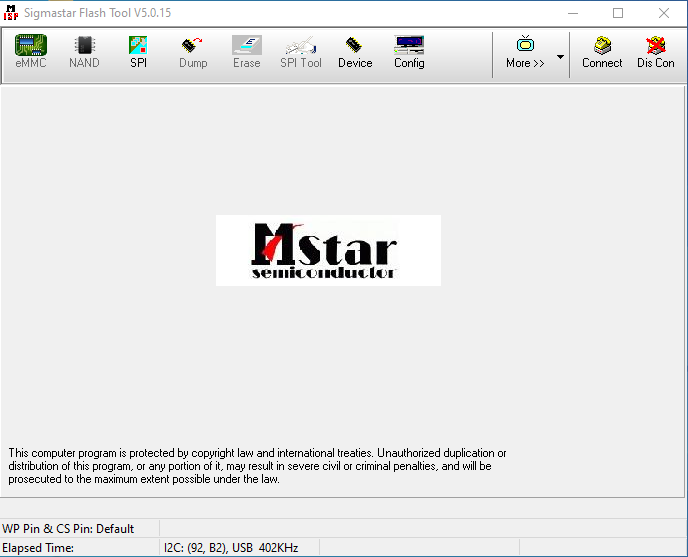 M
ISP
Sigmastar Flash Tool V5.0.15
eMMC NAND SPI Dump Erase SPI Tool Device Config More >> Connect Dis Con
MStar
semiconductor
This computer program is protected by copyright law and international treaties. Unauthorized duplication or
distribution of this program, or any portion of it, may result in severe civil or criminal penalties, and will be
prosecuted to the maximum extent possible under the law.
WP Pin & CS Pin: Default
Elapsed Time: I2C: (92, B2), USB 402KHz